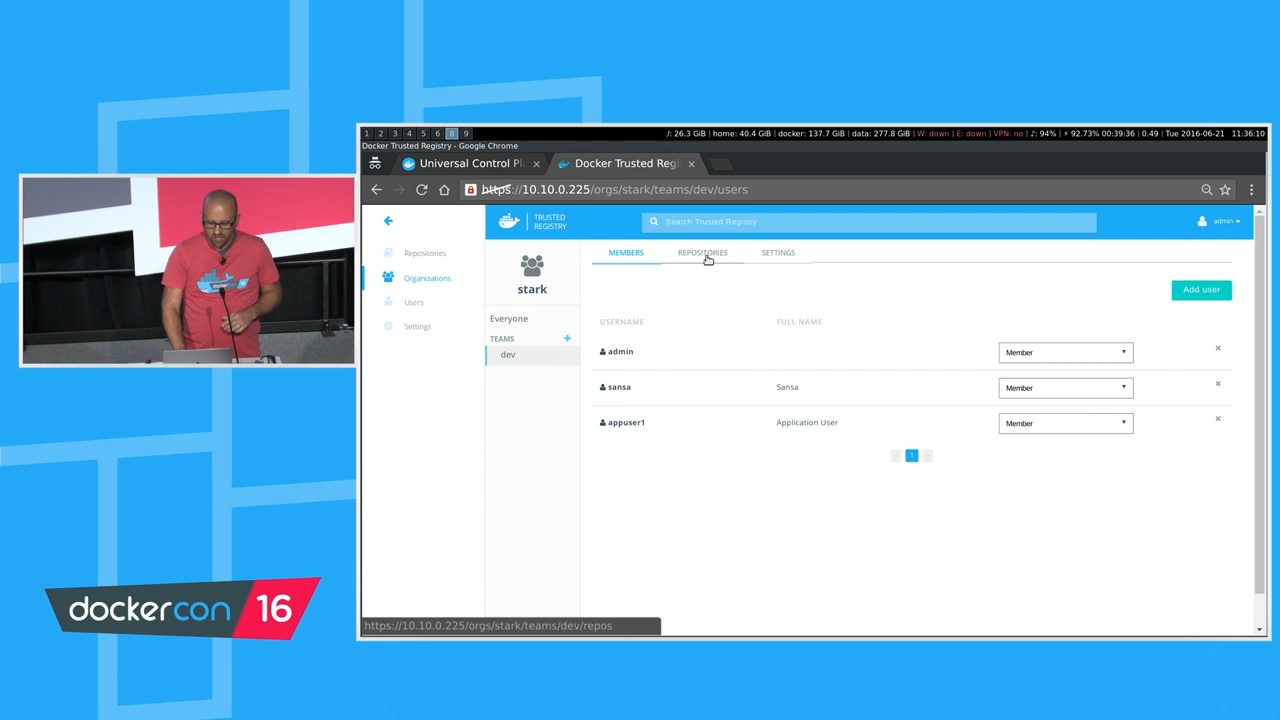 1 2 3 4 5 6 8 9
/: 26.3 GiB | home: 40.4 GiB | docker: 137.7 GiB | data: 277.8 GiB | W: down | E: down | VPN: no | ♪: 94% | ⚡ 92.73% 00:39:36 | 0.49 | Tue 2016-06-21 11:36:10
Docker Trusted Registry - Google Chrome
Universal Control Pl
Docker Trusted Regi
https://10.10.0.225/orgs/stark/teams/dev/users
TRUSTED
REGISTRY
Search Trusted Registry
admin
Repositories
Organizations
Users
Settings
stark
Everyone
TEAMS +
dev
MEMBERS REPOSITORIES SETTINGS
Add user
USERNAME FULL NAME
admin Member
sansa Sansa Member
appuser1 Application User Member
1
https://10.10.0.225/orgs/stark/teams/dev/repos
dockercon 16